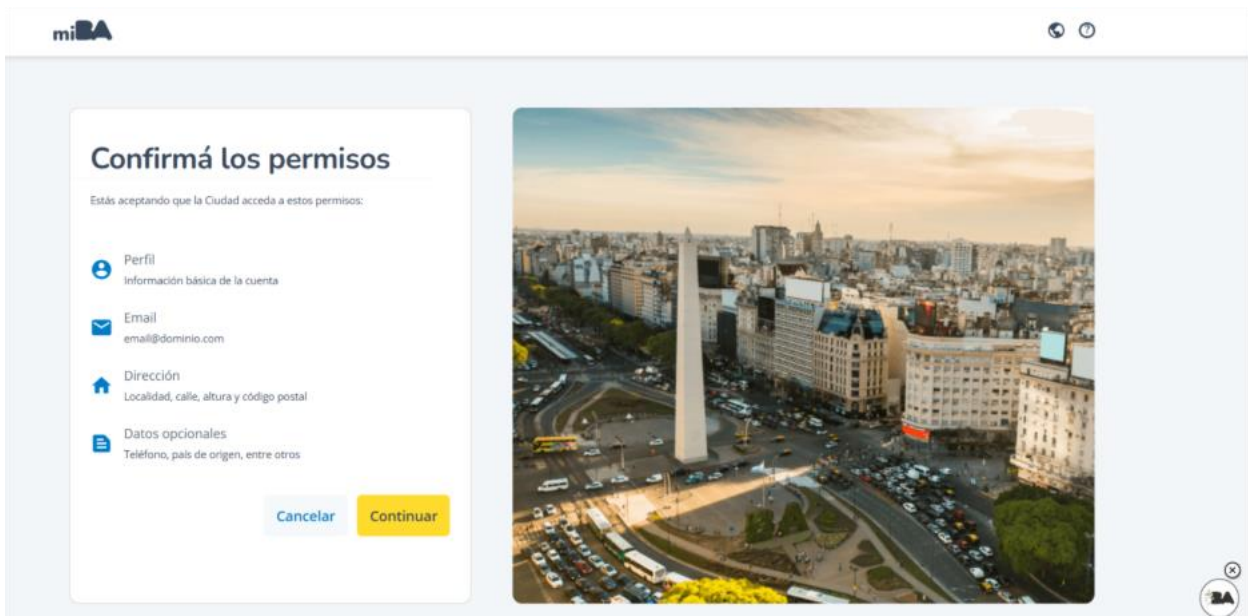 miBA
Confirmá los permisos
Estás aceptando que la Ciudad acceda a estos permisos:
Perfil
Información básica de la cuenta
Email
email@dominio.com
Dirección
Localidad, calle, altura y código postal
Datos opcionales
Teléfono, país de origen, entre otros
Cancelar
Continuar
BA